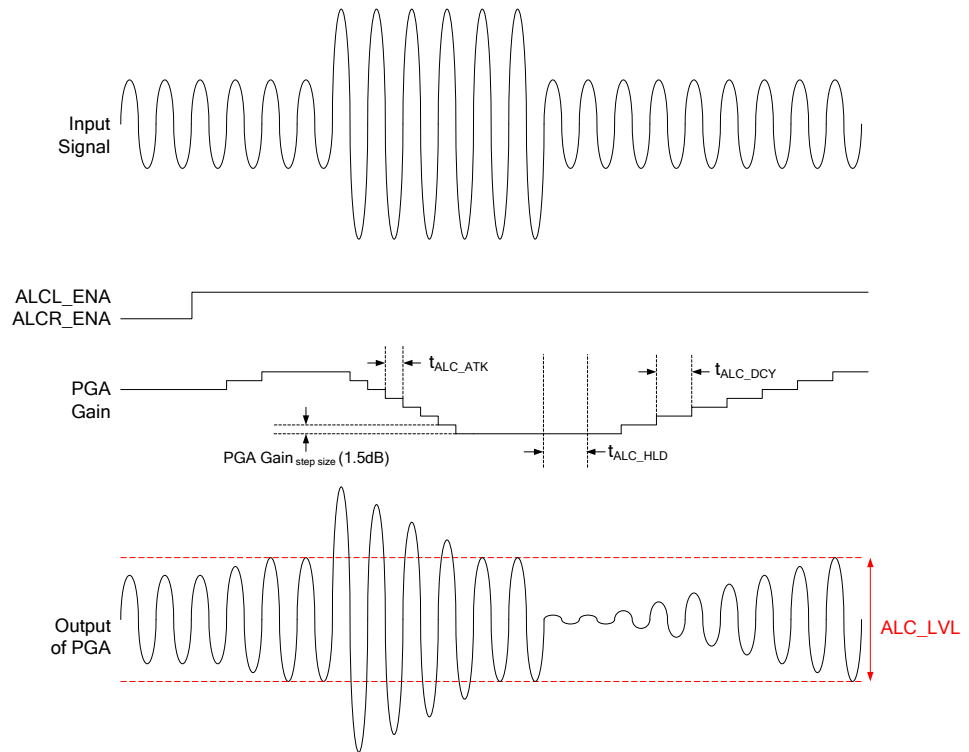 Input
Signal
ALCL_ENA
ALCR_ENA
PGA
Gain
tALC_ATK
tALC_DCY
PGA Gain step size (1.5dB)
tALC_HLD
Output
of PGA
ALC_LVL